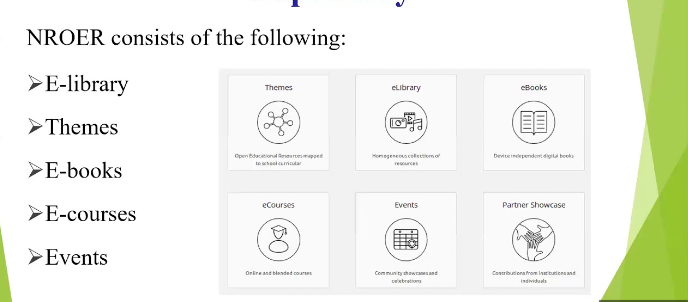 NROER consists of the following:
➢E-library
➢Themes
➢E-books
➢E-courses
➢Events
Themes
Open Educational Resources mapped
to school curricular
eLibrary
Homogeneous collections of
resources
eBooks
Device independent digital books
eCourses
Online and blended courses
Events
Community showcases and
celebrations
Partner Showcase
Contributions from institutions and
individuals